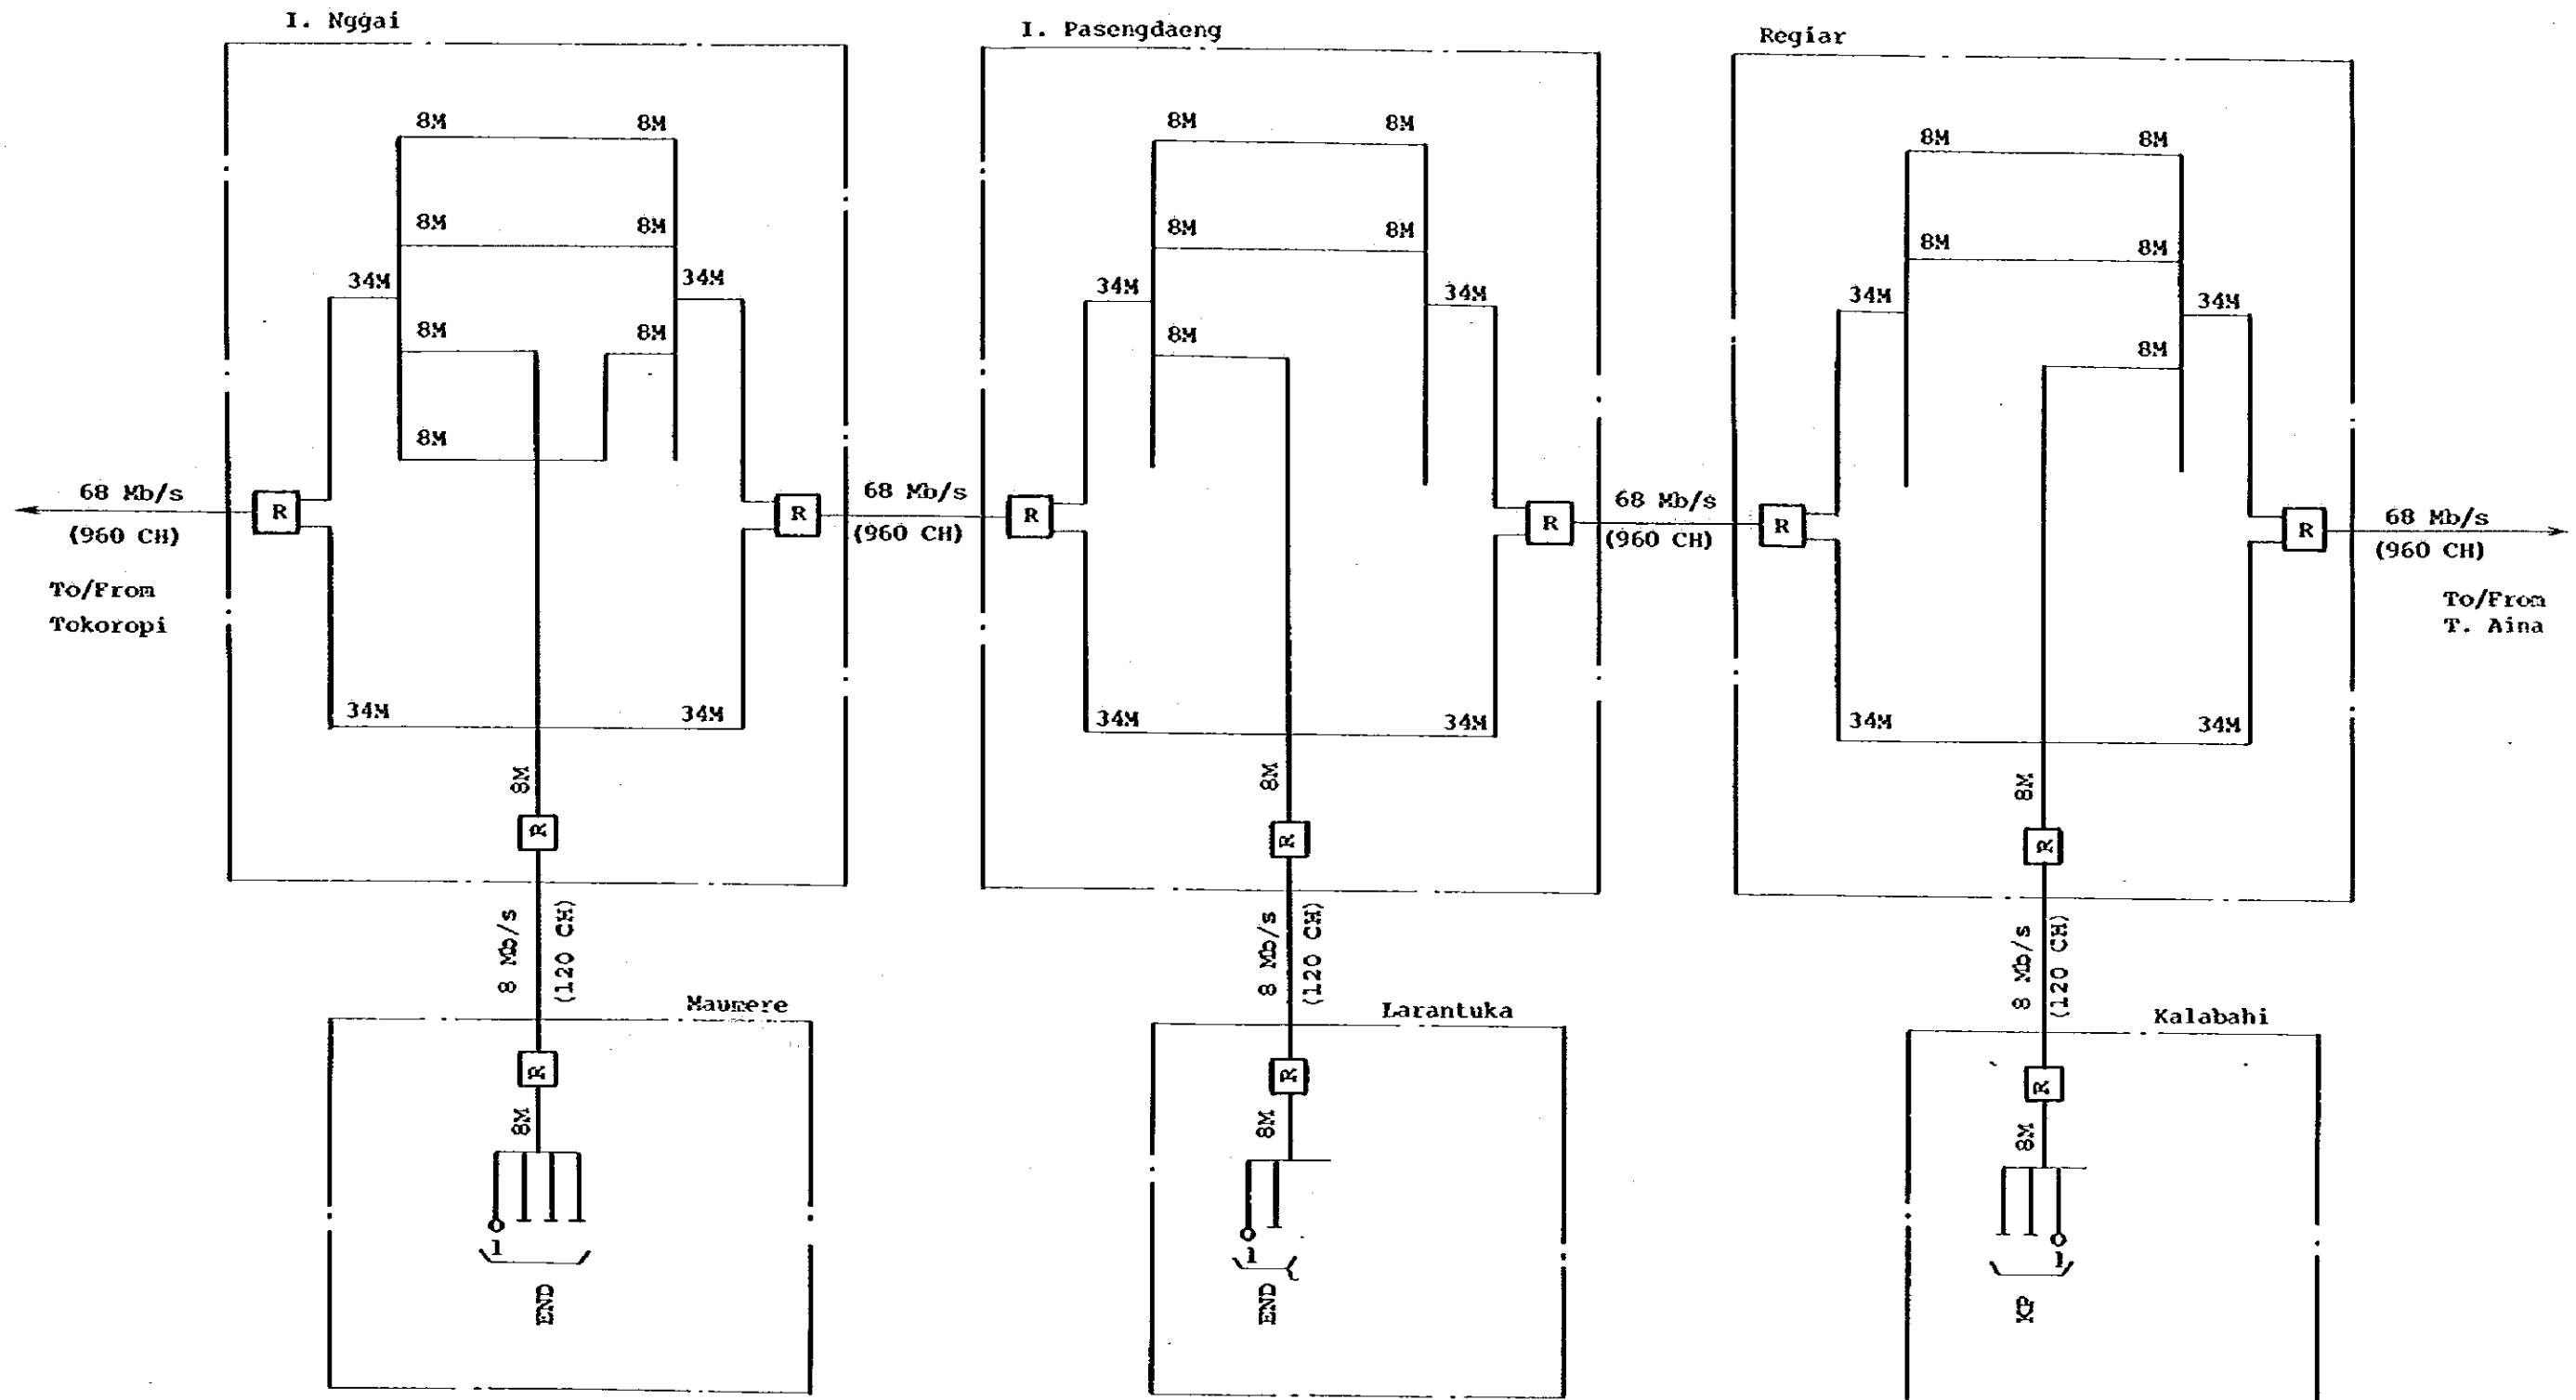 I. Nggai
I. Pasengdaeng
Regiar
8M 8M
8M 8M
34M 34M
8M 8M
8M
R R
34M 34M
8M
R
8M 8M
8M 8M
34M 34M
8M
R R
34M 34M
8M
R
8M 8M
8M 8M
34M 34M
8M
R R
34M 34M
8M
R
68 Mb/s
(960 CH)
To/From
Tokoropi
68 Mb/s
(960 CH)
68 Mb/s
(960 CH)
68 Mb/s
(960 CH)
To/From
T. Aina
8 Mb/s
(120 CH)
Maumere
R
8M
1
END
8 Mb/s
(120 CH)
Larantuka
R
8M
1
END
8 Mb/s
(120 CH)
Kalabahi
R
8M
1
KP